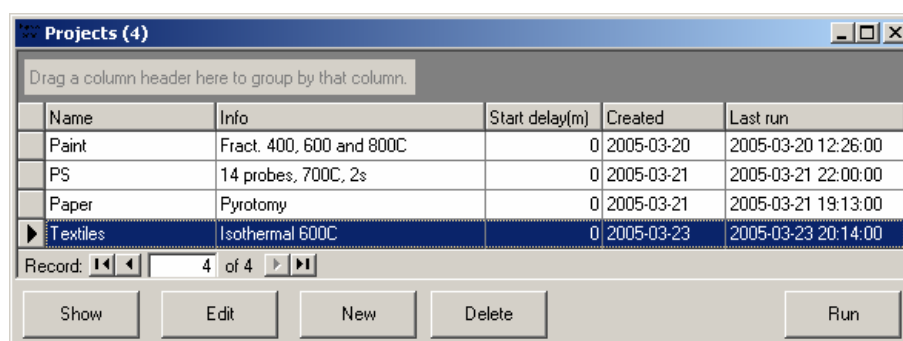 Projects (4)
Drag a column header here to group by that column.
Name Info Start delay(m) Created Last run
Paint Fract. 400, 600 and 800C 0 2005-03-20 2005-03-20 12:26:00
PS 14 probes, 700C, 2s 0 2005-03-21 2005-03-21 22:00:00
Paper Pyrotomy 0 2005-03-21 2005-03-21 19:13:00
Textiles Isothermal 600C 0 2005-03-23 2005-03-23 20:14:00
Record: 4 of 4
Show Edit New Delete Run